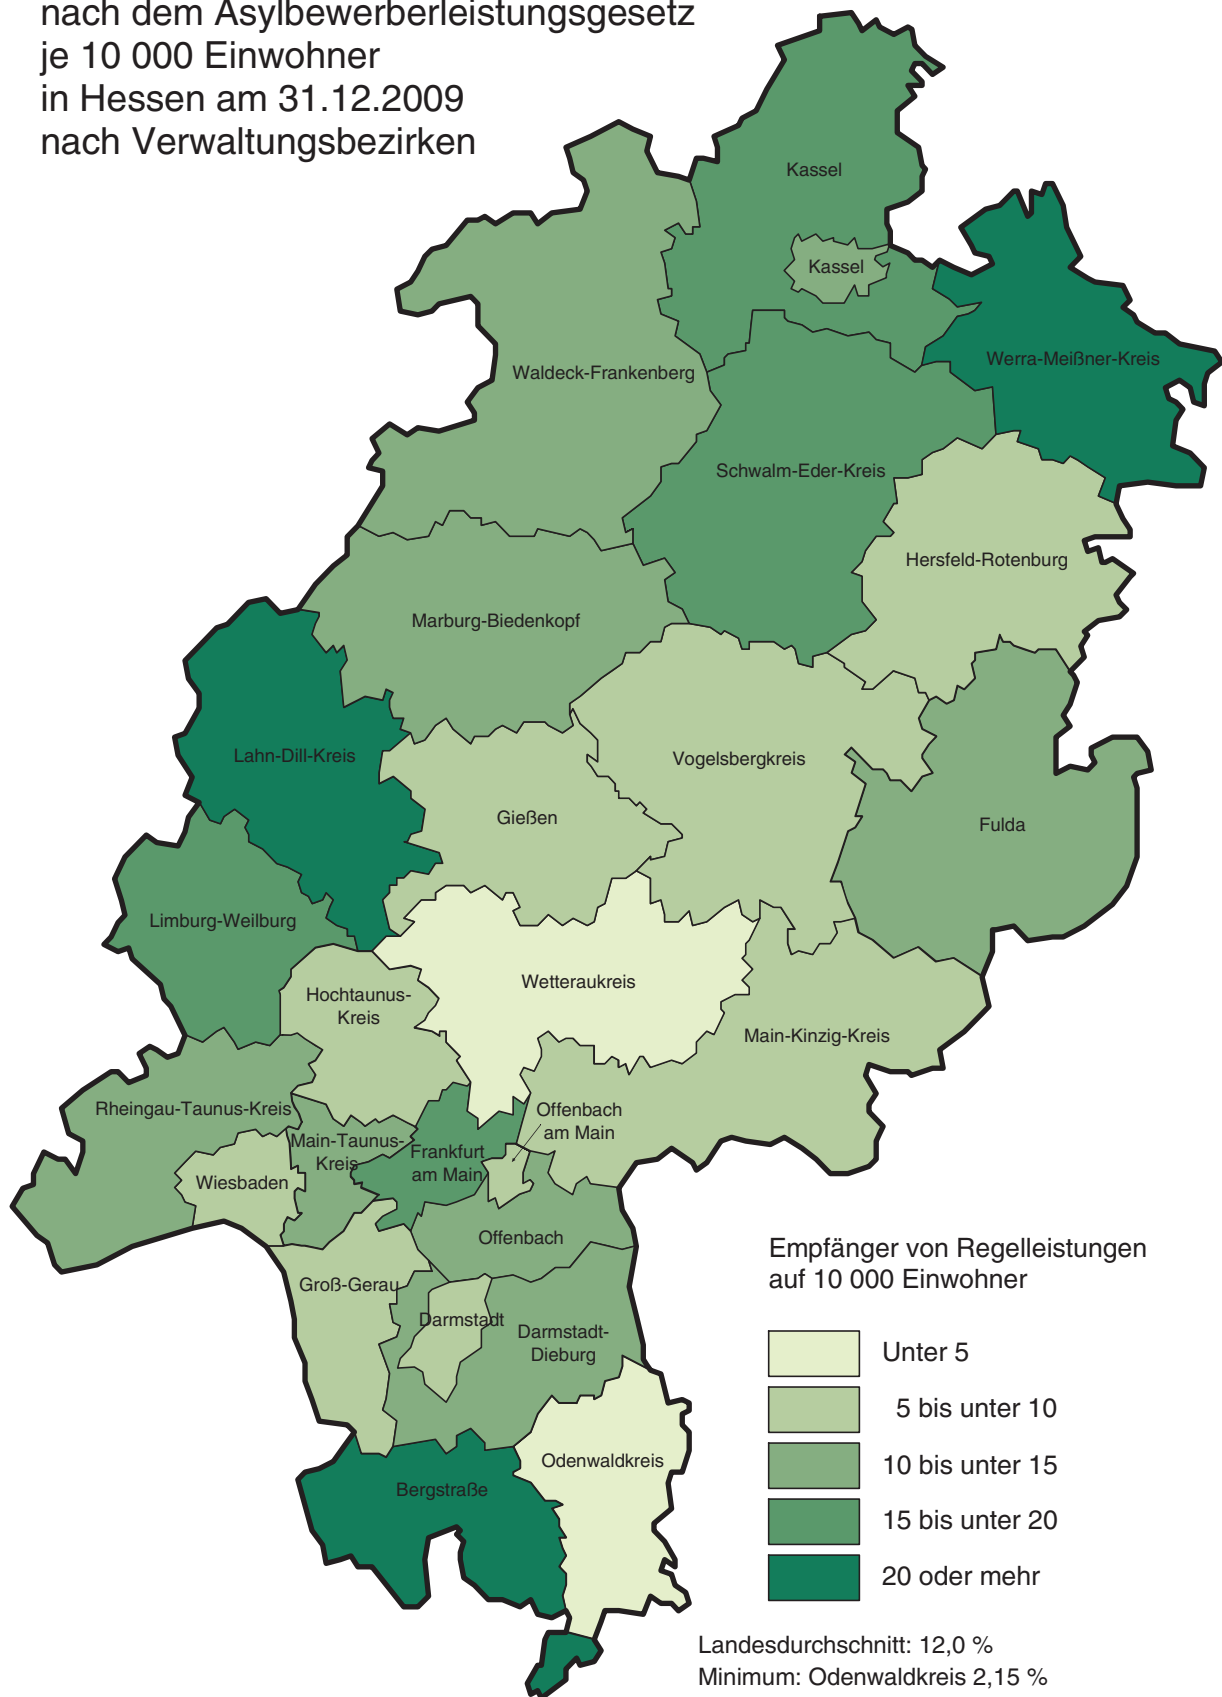 nach dem Asylbewerberleistungsgesetz
je 10 000 Einwohner
in Hessen am 31.12.2009
nach Verwaltungsbezirken
Kassel
Kassel
Werra-Meißner-Kreis
Waldeck-Frankenberg
Schwalm-Eder-Kreis
Hersfeld-Rotenburg
Marburg-Biedenkopf
Lahn-Dill-Kreis
Vogelsbergkreis
Gießen
Fulda
Limburg-Weilburg
Wetteraukreis
Hochtaunus-
Kreis
Main-Kinzig-Kreis
Rheingau-Taunus-Kreis
Offenbach
am Main
Main-Taunus-
Kreis
Frankfurt
am Main
Wiesbaden
Offenbach
Groß-Gerau
Darmstadt
Darmstadt-
Dieburg
Odenwaldkreis
Bergstraße
Empfänger von Regelleistungen
auf 10 000 Einwohner
Unter 5
5 bis unter 10
10 bis unter 15
15 bis unter 20
20 oder mehr
Landesdurchschnitt: 12,0 %
Minimum: Odenwaldkreis 2,15 %